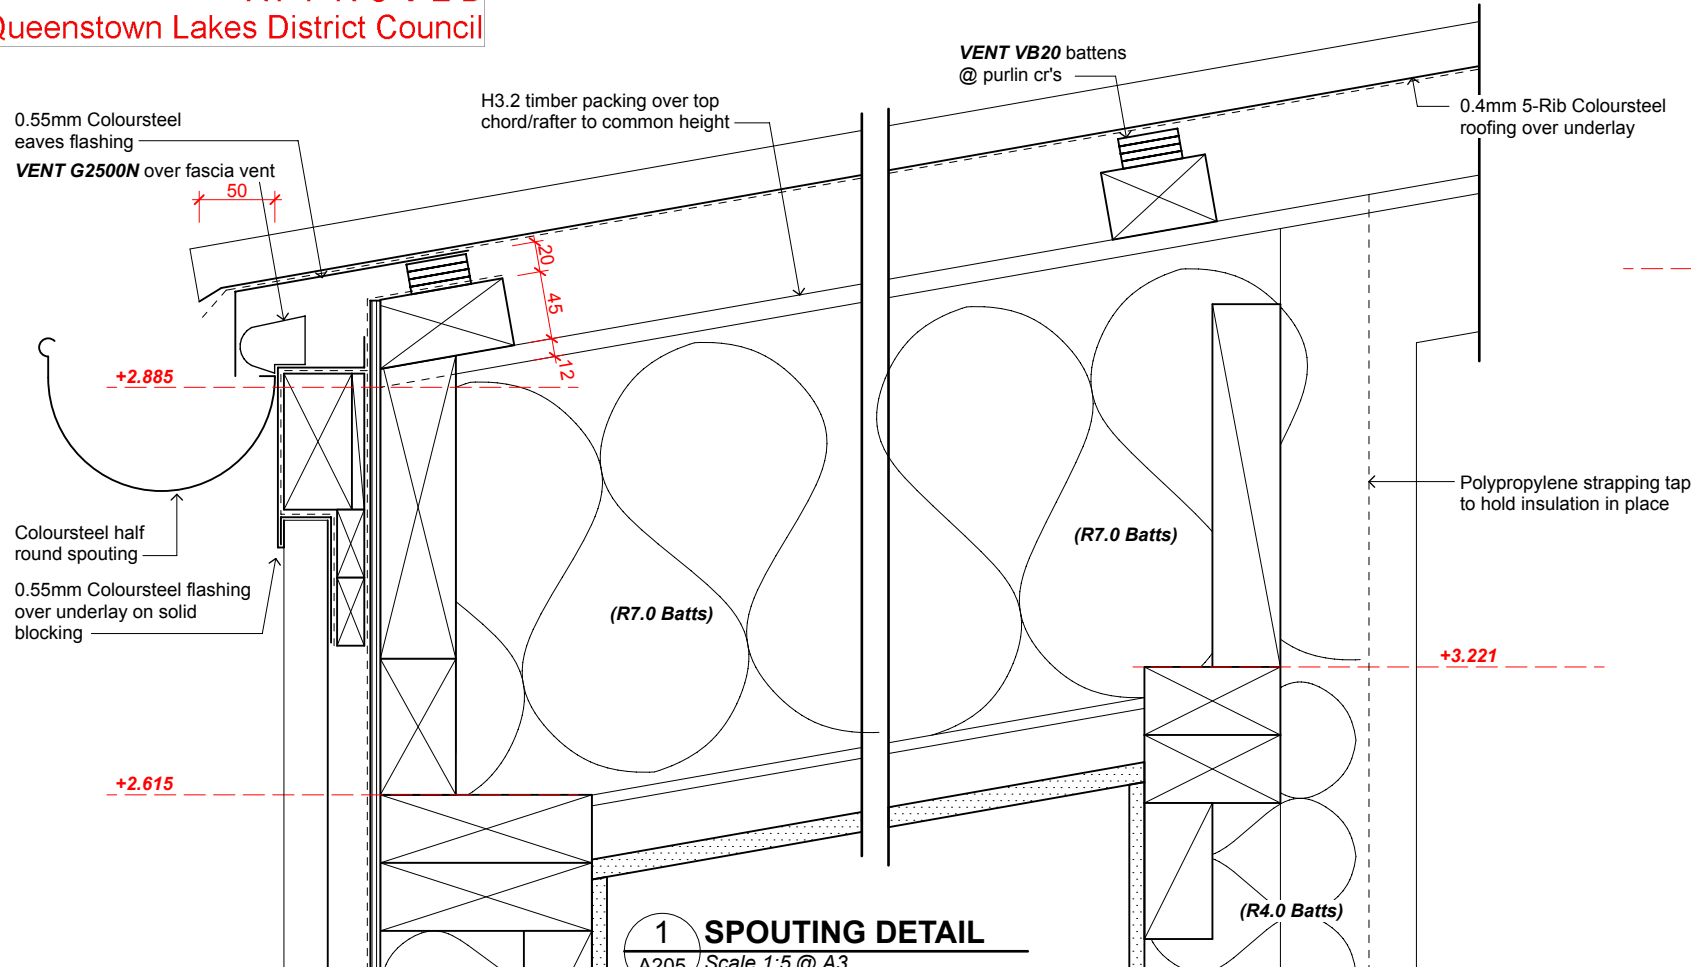 Queenstown Lakes District Council
VENT VB20 battens
@ purlin cr's
0.4mm 5-Rib Coloursteel
roofing over underlay
H3.2 timber packing over top
chord/rafter to common height
0.55mm Coloursteel
eaves flashing
VENT G2500N over fascia vent
50
20
45
12
+2.885
Coloursteel half
round spouting
0.55mm Coloursteel flashing
over underlay on solid
blocking
(R7.0 Batts)
(R7.0 Batts)
Polypropylene strapping tap
to hold insulation in place
+3.221
+2.615
(R4.0 Batts)
1 SPOUTING DETAIL
A205 Scale 1:5 @ A3